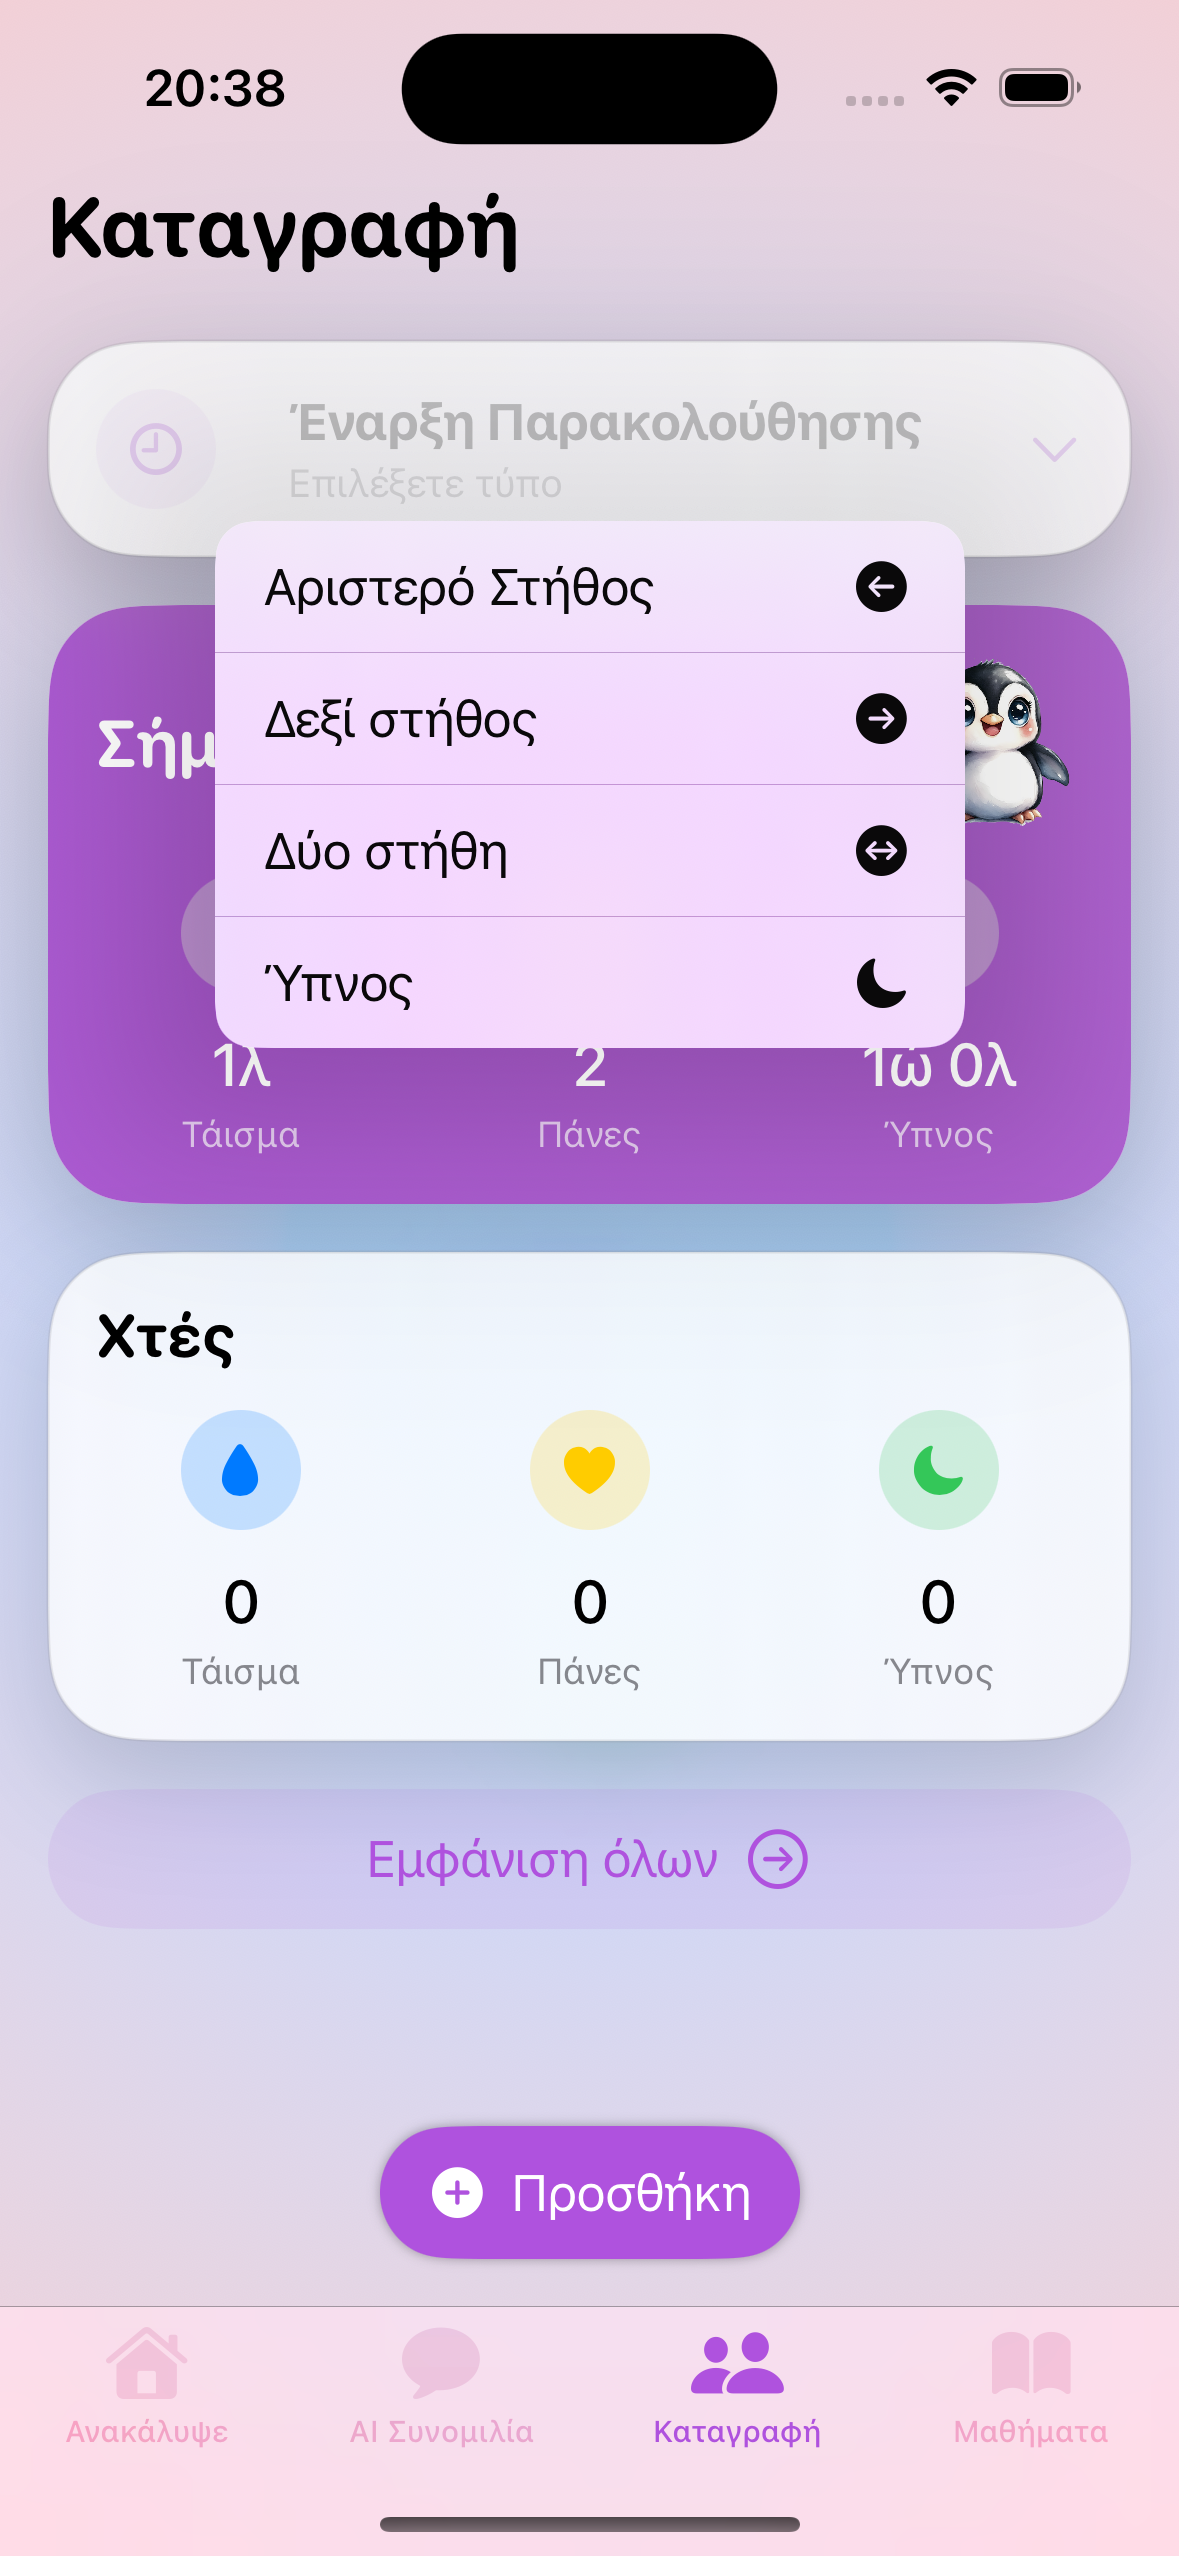 20:38
Καταγραφή
Έναρξη Παρακολούθησης
Επιλέξετε τύπο
Αριστερό Στήθος
Δεξί στήθος
Δύο στήθη
Ύπνος
1λ 2 1ώ 0λ
Τάισμα Πάνες Ύπνος
Χτές
0 0 0
Τάισμα Πάνες Ύπνος
Εμφάνιση όλων
Προσθήκη
Ανακάλυψε AI Συνομιλία Καταγραφή Μαθήματα